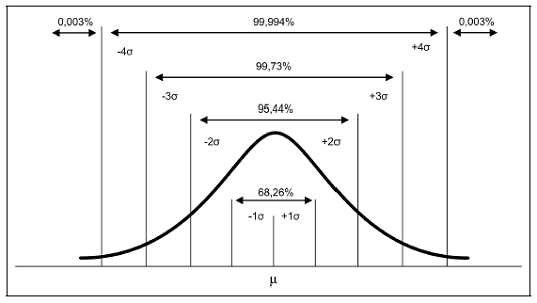 0,003% 99,994% 0,003%
-4σ +4σ
99,73%
-3σ +3σ
95,44%
-2σ +2σ
68,26%
-1σ +1σ
μ